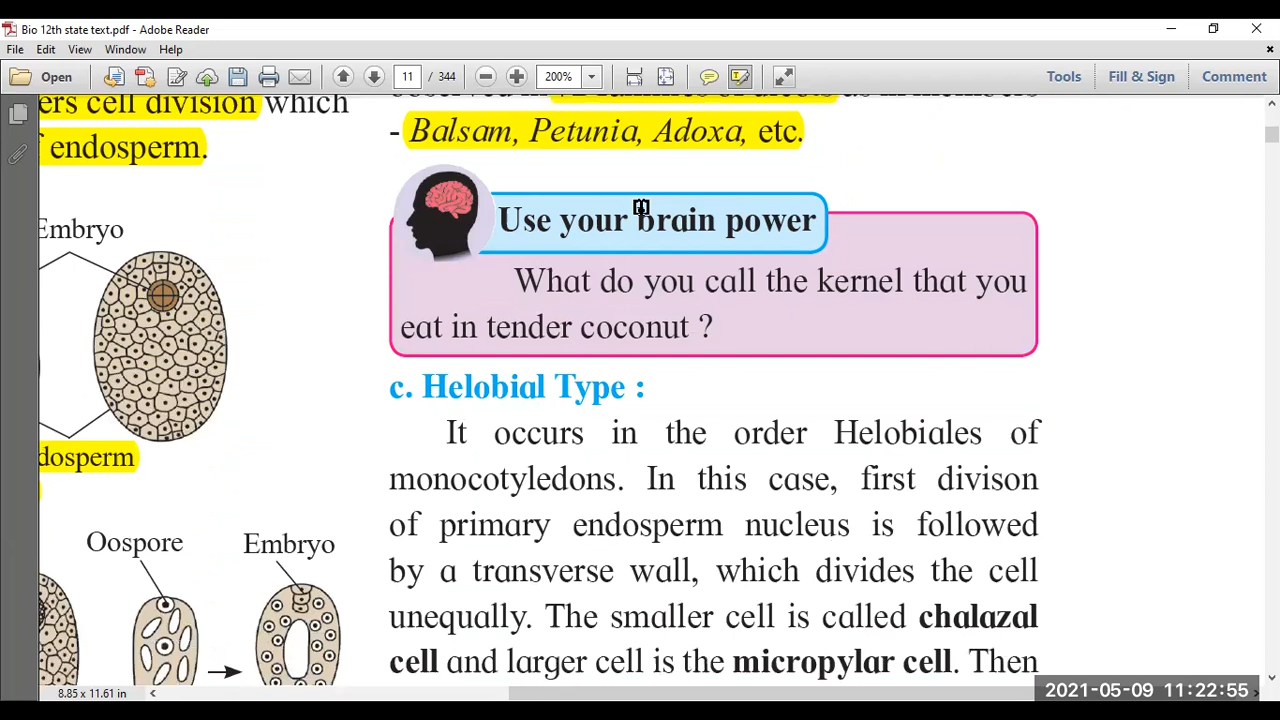 Bio 12th state text.pdf - Adobe Reader
File Edit View Window Help
Open 11 / 344 200% Tools Fill & Sign Comment
ers cell division which
endosperm.
Embryo
dosperm
Oospore Embryo
- Balsam, Petunia, Adoxa, etc.
Use your brain power
What do you call the kernel that you
eat in tender coconut ?
c. Helobial Type :
It occurs in the order Helobiales of
monocotyledons. In this case, first divison
of primary endosperm nucleus is followed
by a transverse wall, which divides the cell
unequally. The smaller cell is called chalazal
cell and larger cell is the micropylar cell. Then
8.85 x 11.61 in
2021-05-09 11:22:55